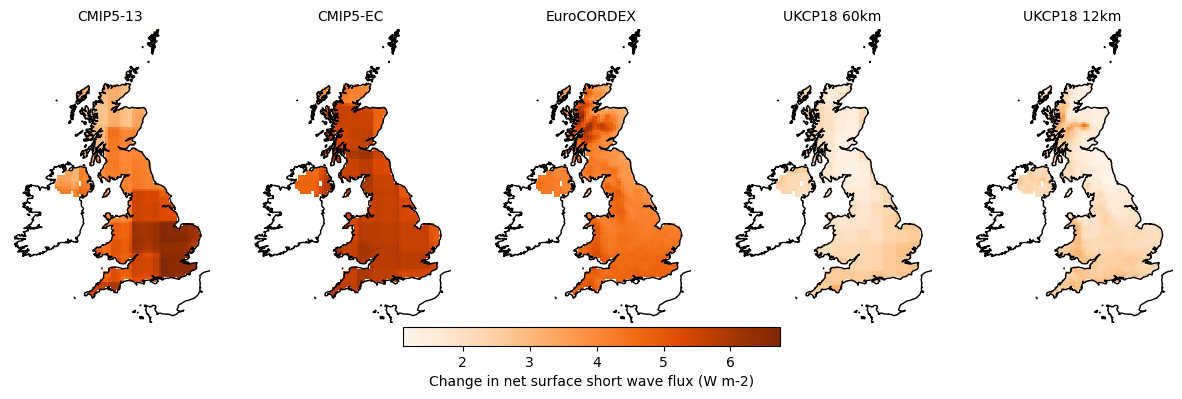 CMIP5-13
CMIP5-EC
EuroCORDEX
UKCP18 60km
UKCP18 12km
2 3 4 5 6
Change in net surface short wave flux (W m-2)